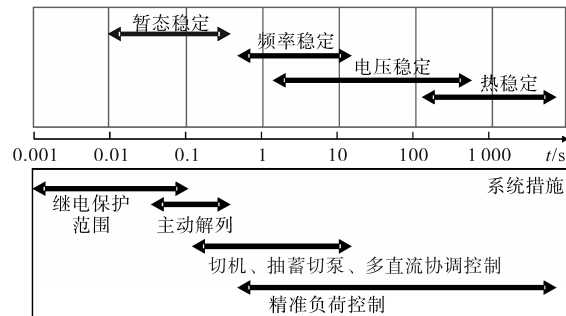 暂态稳定
频率稳定
电压稳定
热稳定
0.001 0.01 0.1 1 10 100 1 000 t/s
系统措施
继电保护
范围
主动解列
切机、抽蓄切泵、多直流协调控制
精准负荷控制